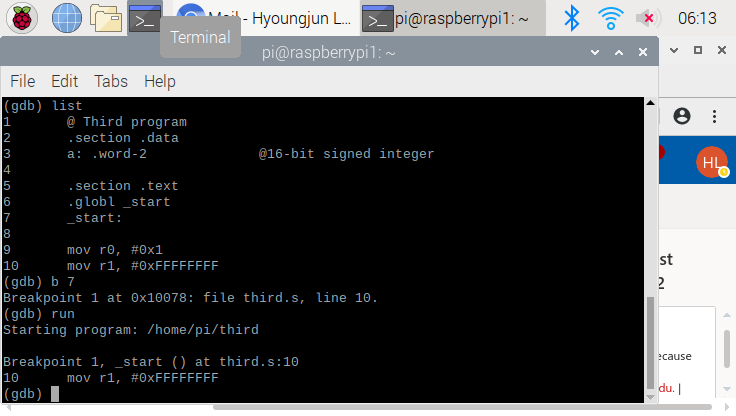 Mail - Hyoungjun L...
pi@raspberrypi1: ~
06:13
Terminal
pi@raspberrypi1: ~
File Edit Tabs Help
(gdb) list
1 @ Third program
2 .section .data
3 a: .word-2 @16-bit signed integer
4
5 .section .text
6 .globl _start
7 _start:
8
9 mov r0, #0x1
10 mov r1, #0xFFFFFFFF
(gdb) b 7
Breakpoint 1 at 0x10078: file third.s, line 10.
(gdb) run
Starting program: /home/pi/third
Breakpoint 1, _start () at third.s:10
10 mov r1, #0xFFFFFFFF
(gdb)
HL
st
2
ecause
du. |